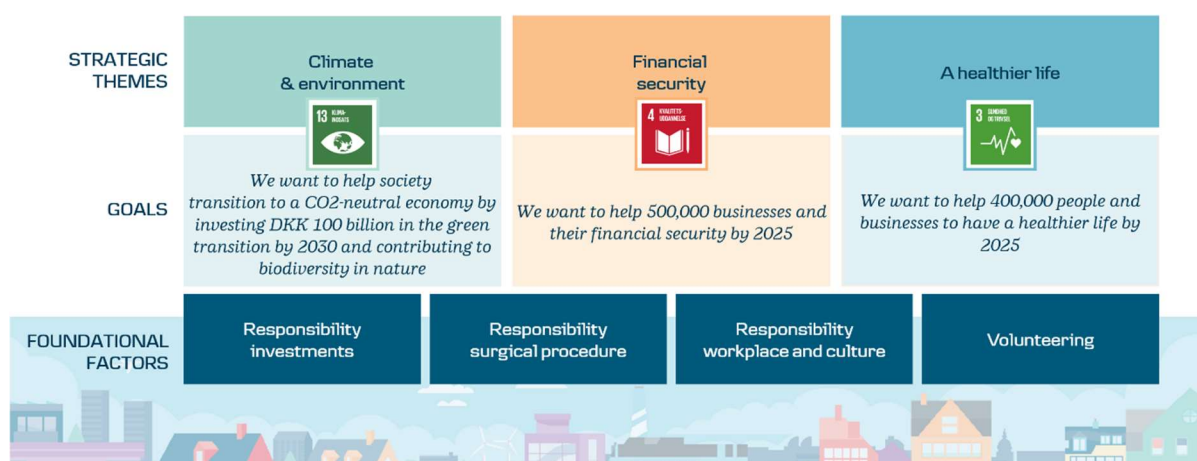 STRATEGIC
THEMES
Climate
& environment
Financial
security
A healthier life
13 KLIMA-
INDSATS
4 KVALITETS-
UDDANNELSE
3 SUNDHED
OG TRIVSEL
GOALS
We want to help society
transition to a CO2-neutral economy by
investing DKK 100 billion in the green
transition by 2030 and contributing to
biodiversity in nature
We want to help 500,000 businesses and
their financial security by 2025
We want to help 400,000 people and
businesses to have a healthier life by
2025
FOUNDATIONAL
FACTORS
Responsibility
investments
Responsibility
surgical procedure
Responsibility
workplace and culture
Volunteering